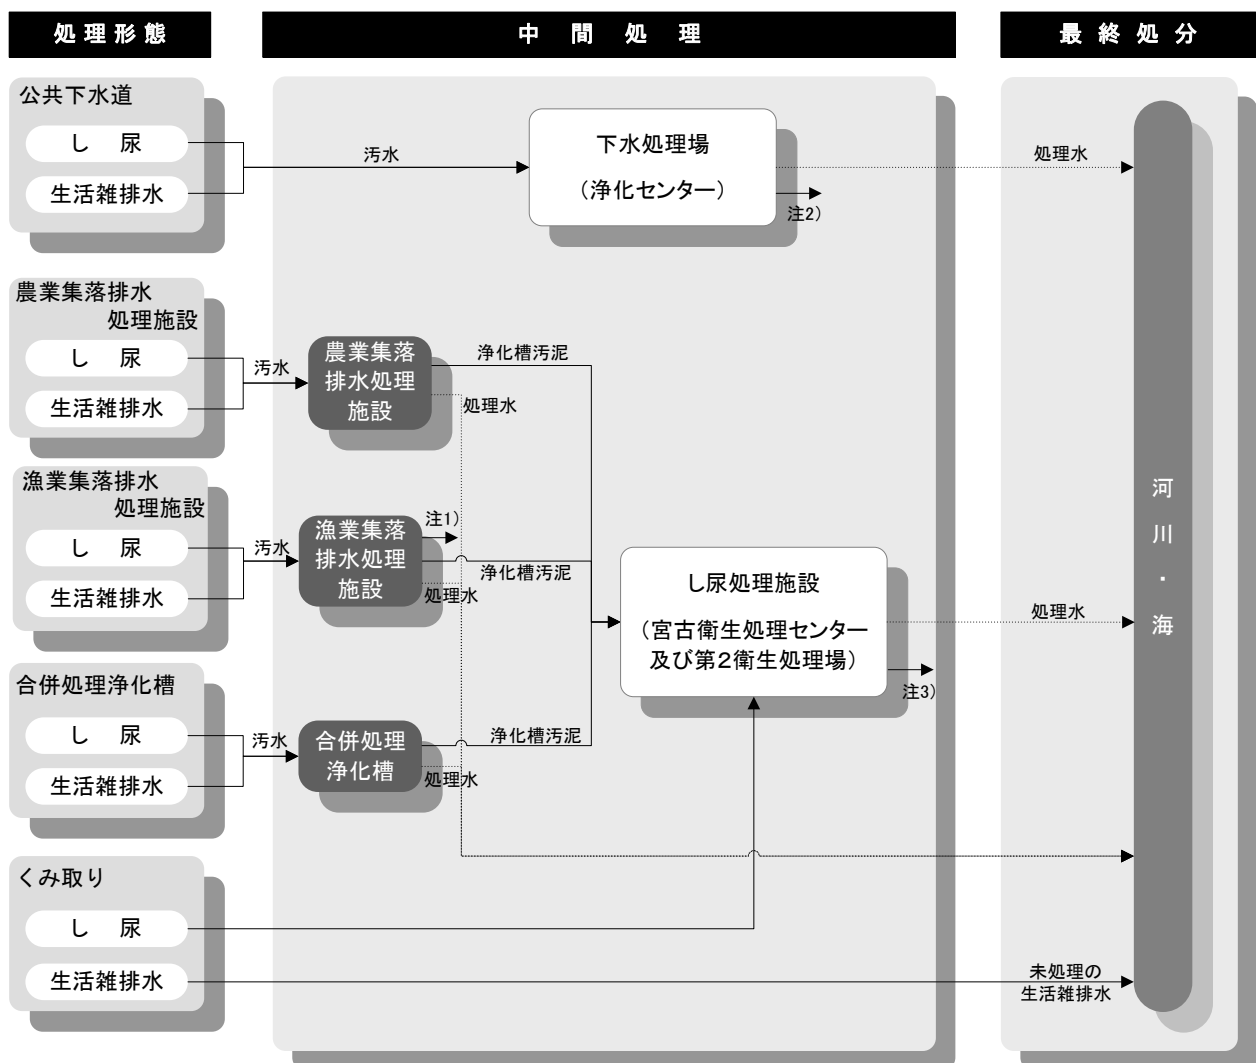 処理形態
中間処理
最終処分
公共下水道
し 尿
生活雑排水
汚水
下水処理場
（浄化センター）
注2）
処理水
農業集落排水
処理施設
し 尿
生活雑排水
汚水
農業集落
排水処理
施設
浄化槽汚泥
処理水
漁業集落排水
処理施設
し 尿
生活雑排水
汚水
漁業集落
排水処理
施設
注1）
浄化槽汚泥
処理水
し尿処理施設
（宮古衛生処理センター
及び第2衛生処理場）
注3）
処理水
合併処理浄化槽
し 尿
生活雑排水
汚水
合併処理
浄化槽
浄化槽汚泥
処理水
くみ取り
し 尿
生活雑排水
未処理の
生活雑排水
河川・海